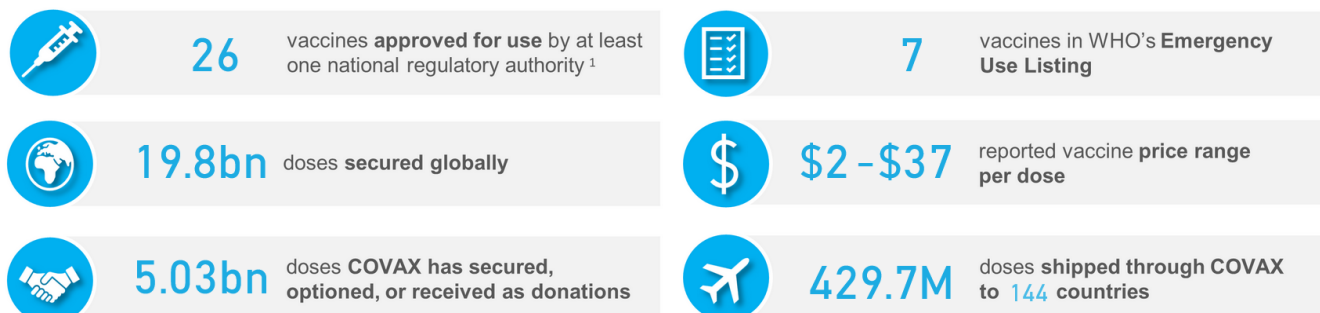 26
vaccines approved for use by at least
one national regulatory authority 1
7
vaccines in WHO's Emergency
Use Listing
19.8bn
doses secured globally
$2 -$37
reported vaccine price range
per dose
5.03bn
doses COVAX has secured,
optioned, or received as donations
429.7M
doses shipped through COVAX
to 144 countries